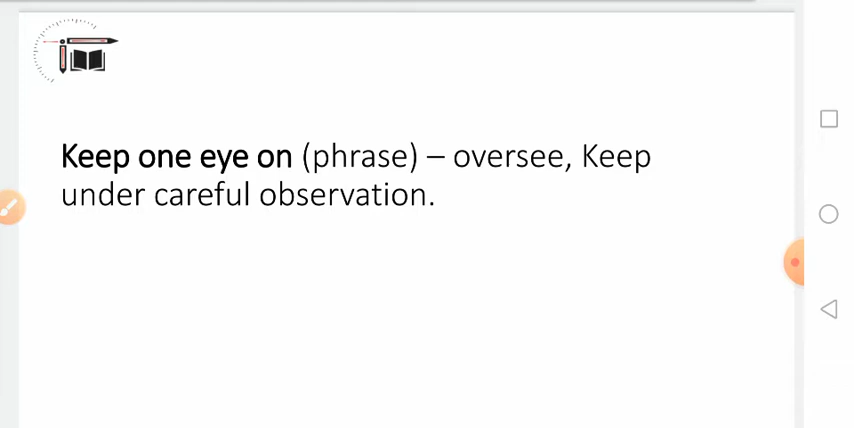 Keep one eye on (phrase) – oversee, Keep
under careful observation.